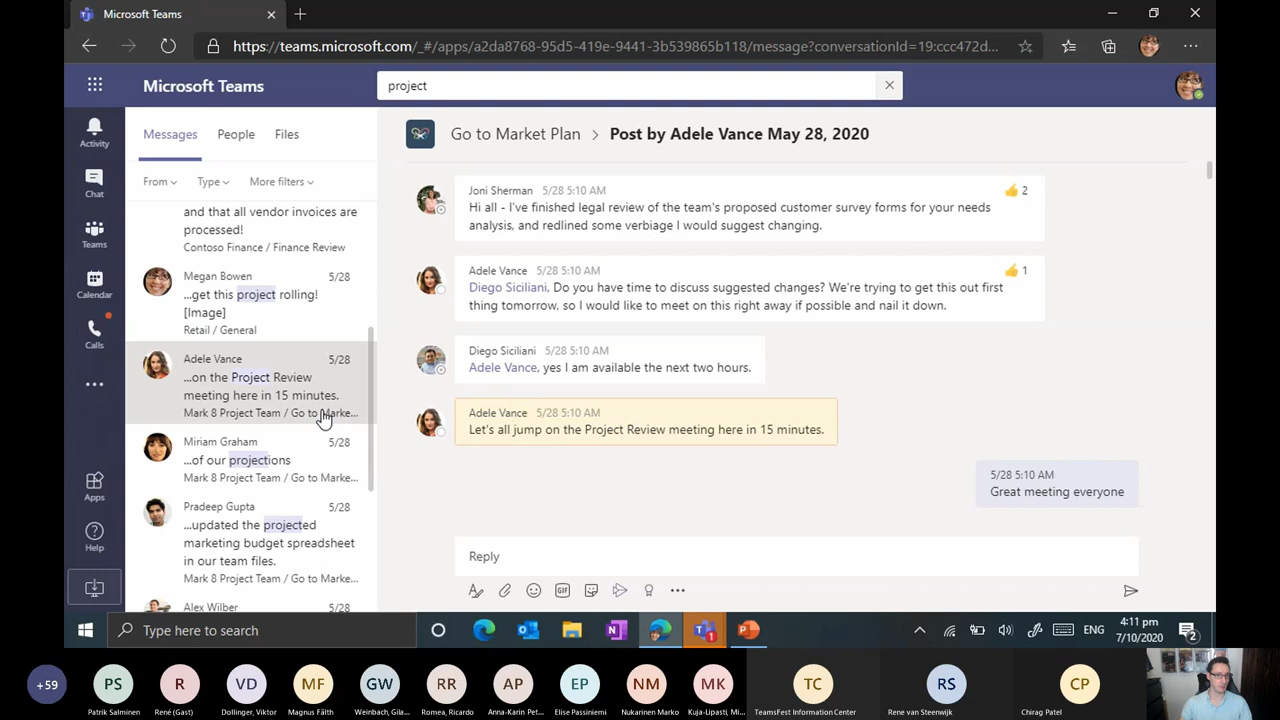 Microsoft Teams
https://teams.microsoft.com/_#/apps/a2da8768-95d5-419e-9441-3b539865b118/message?conversationId=19:ccc472d...
Microsoft Teams
project
Activity
Chat
Teams
Calendar
Calls
Apps
Help
Messages People Files
From Type More filters
and that all vendor invoices are
processed!
Contoso Finance / Finance Review
Megan Bowen 5/28
...get this project rolling!
[Image]
Retail / General
Adele Vance 5/28
...on the Project Review
meeting here in 15 minutes.
Mark 8 Project Team / Go to Marke...
Miriam Graham 5/28
...of our projections
Mark 8 Project Team / Go to Marke...
Pradeep Gupta 5/28
...updated the projected
marketing budget spreadsheet
in our team files.
Mark 8 Project Team / Go to Marke...
Alex Wilber 5/28
Go to Market Plan > Post by Adele Vance May 28, 2020
Joni Sherman 5/28 5:10 AM 2
Hi all - I've finished legal review of the team's proposed customer survey forms for your needs
analysis, and redlined some verbiage I would suggest changing.
Adele Vance 5/28 5:10 AM 1
Diego Siciliani, Do you have time to discuss suggested changes? We're trying to get this out first
thing tomorrow, so I would like to meet on this right away if possible and nail it down.
Diego Siciliani 5/28 5:10 AM
Adele Vance, yes I am available the next two hours.
Adele Vance 5/28 5:10 AM
Let's all jump on the Project Review meeting here in 15 minutes.
5/28 5:10 AM
Great meeting everyone
Reply
GIF
Type here to search
1
ENG
4:11 pm
7/10/2020
2
+59 PS R VD MF GW RR AP EP NM MK TC RS CP
Patrik Salminen René (Gast) Dollinger, Viktor Magnus Fälth Weinbach, Gila... Romea, Ricardo Anna-Karin Pet... Elise Passiniemi Nukarinen Marko Kuja-Lipasti, Mi... TeamsFest Information Center Rene van Steenwijk Chirag Patel